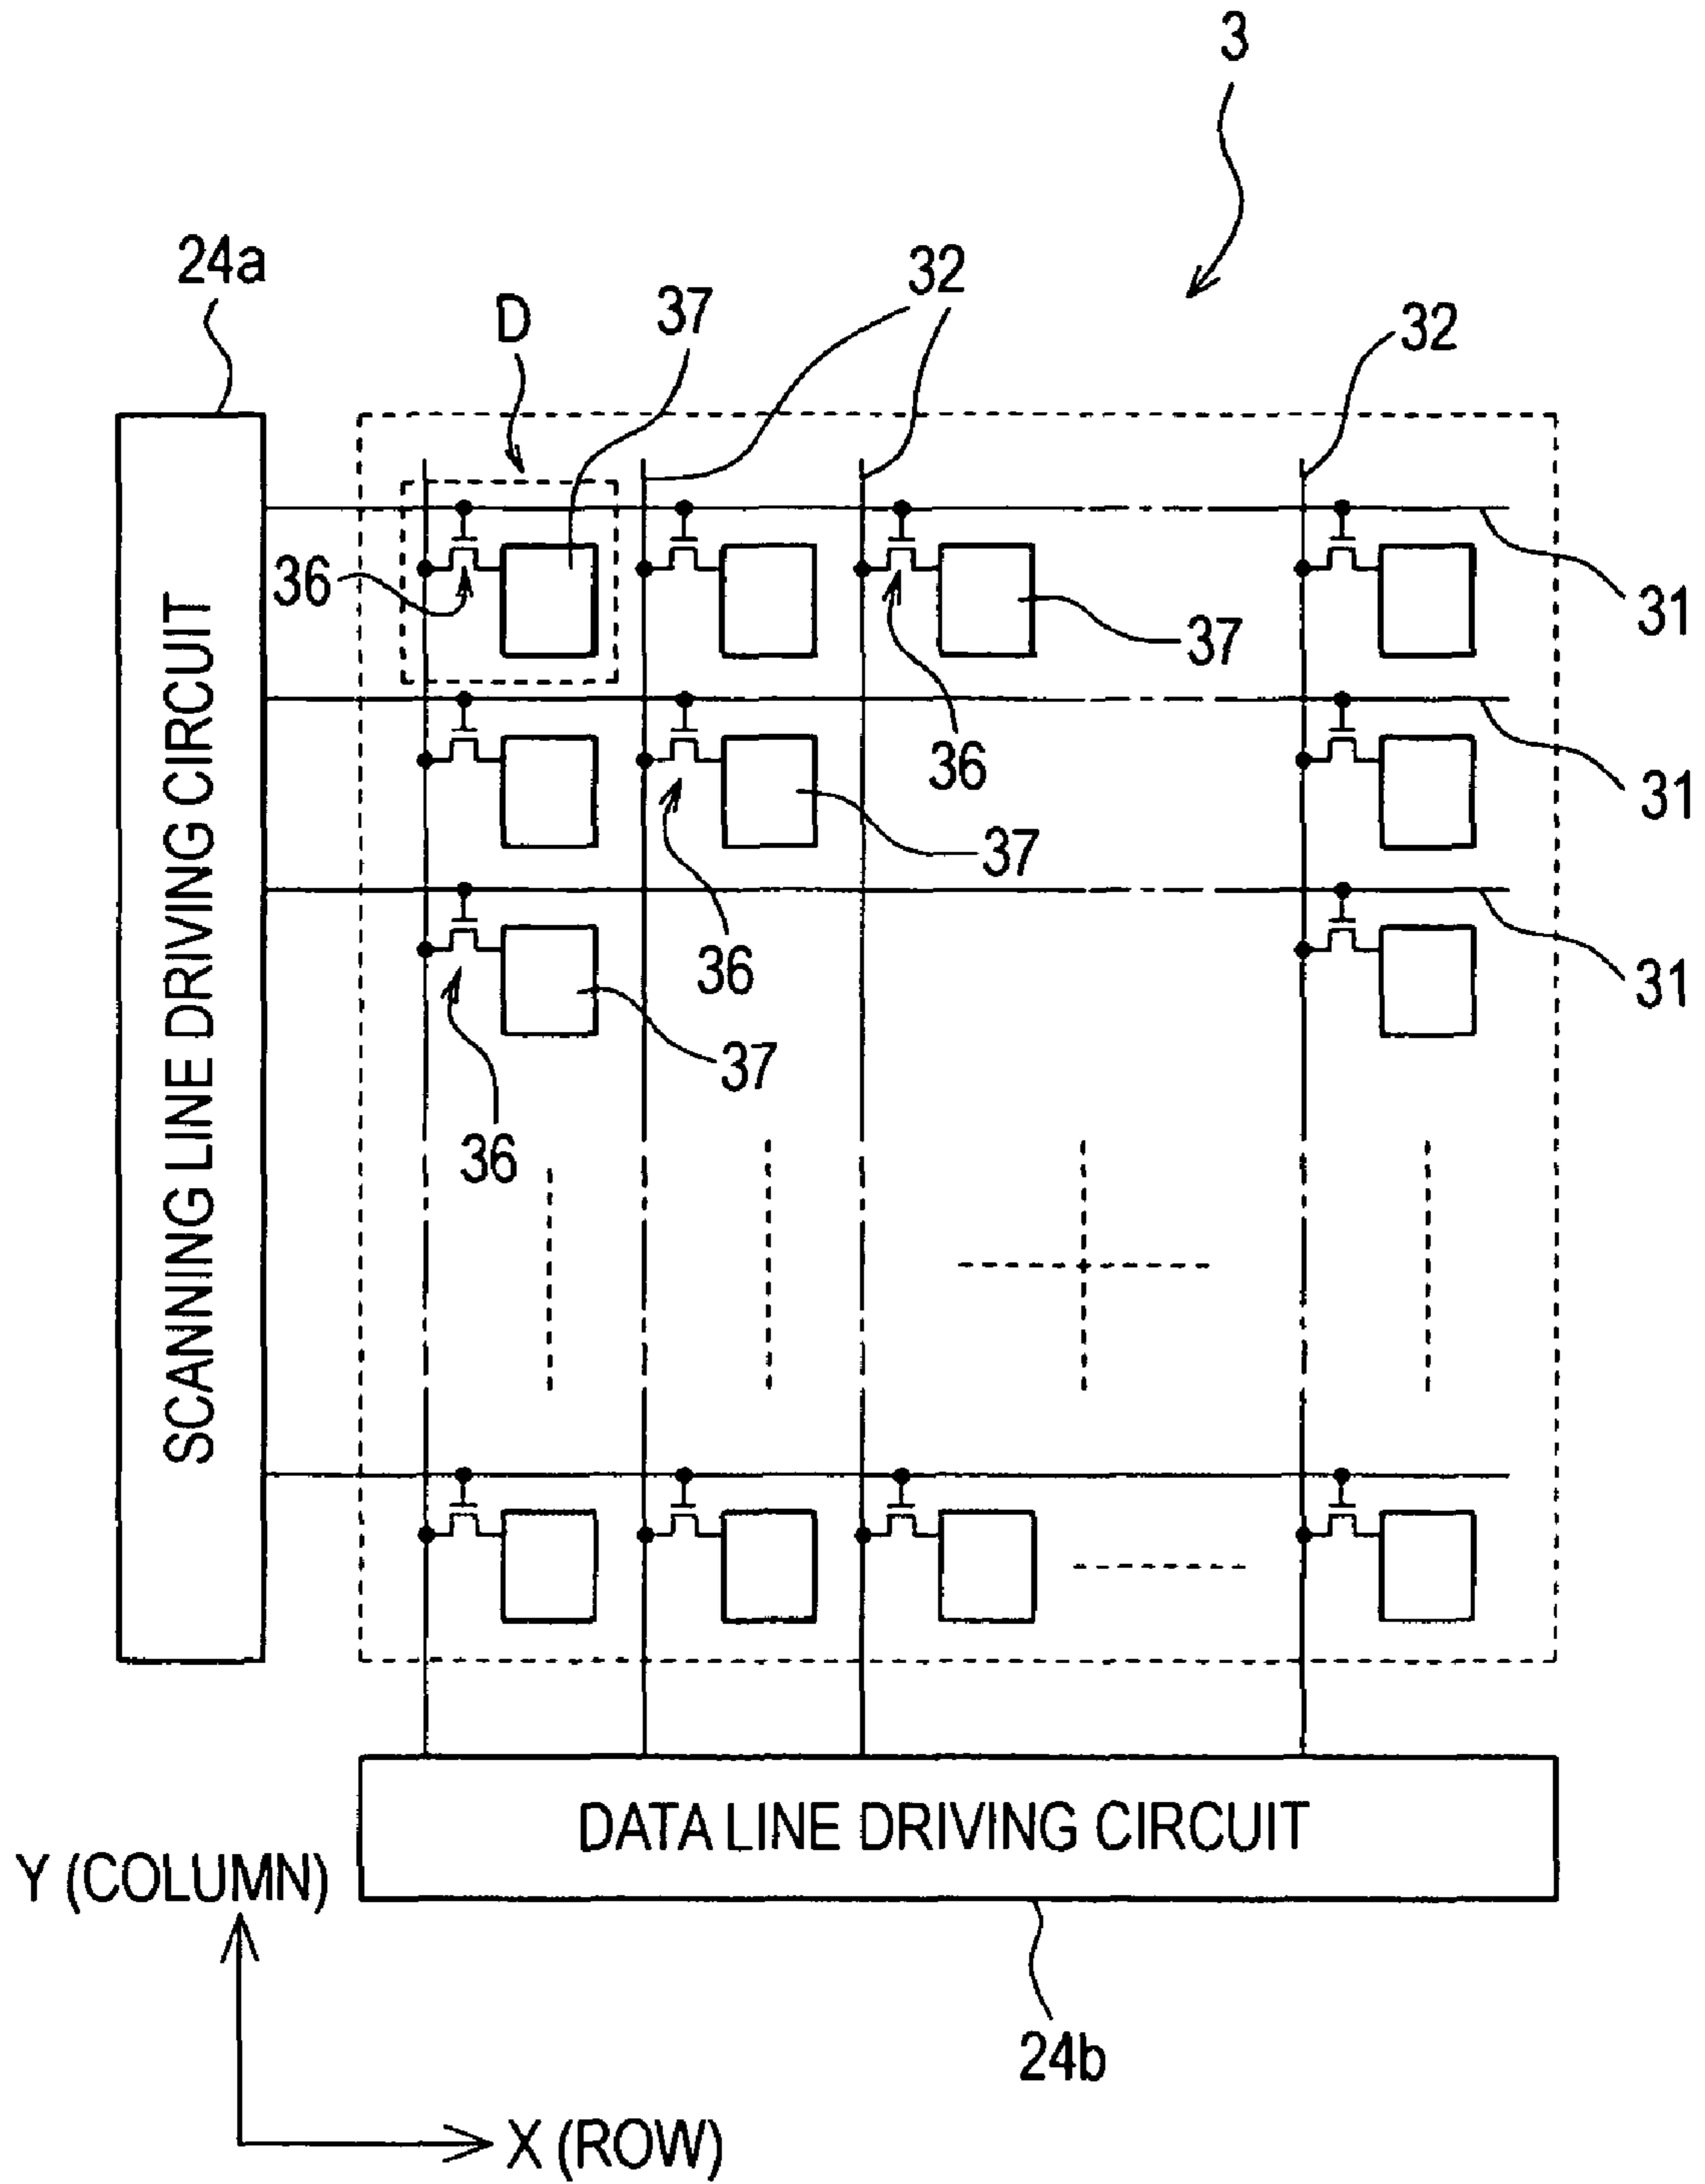 3
24a
D
37
32
32
36
31
37
31
36
37
36
31
37
36
SCANNING LINE DRIVING CIRCUIT
DATA LINE DRIVING CIRCUIT
Y (COLUMN)
24b
X (ROW)